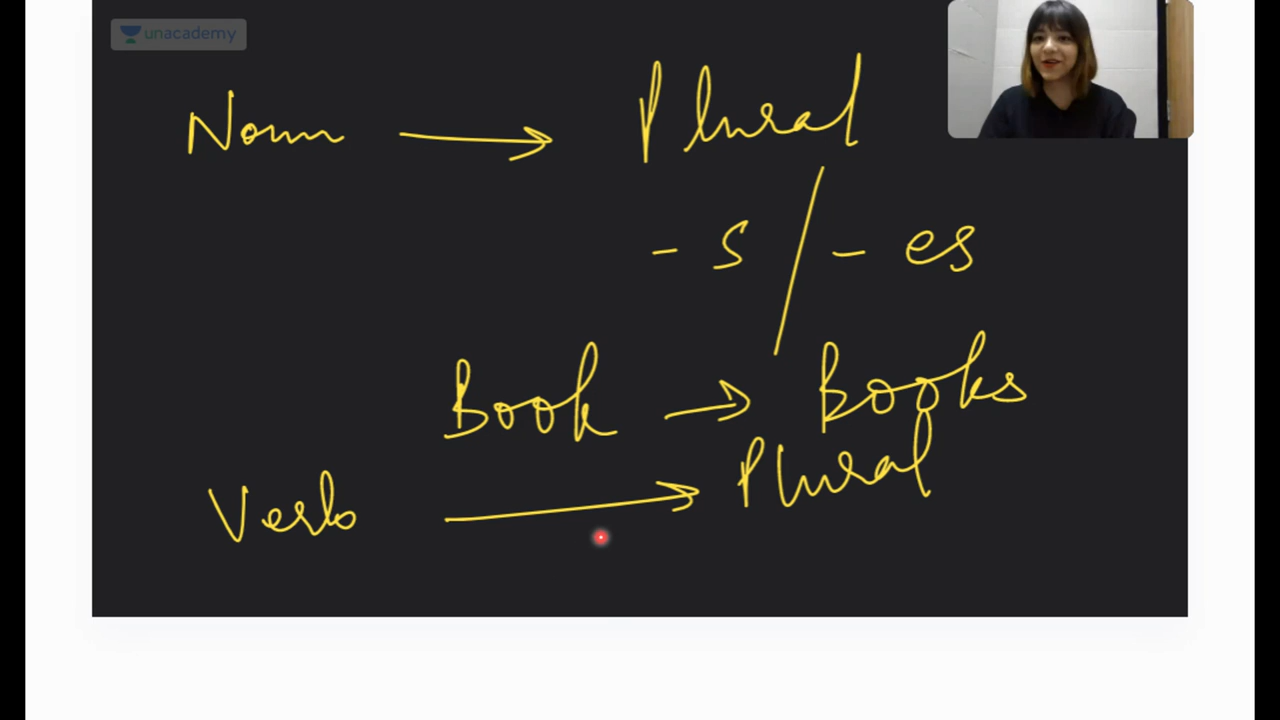 unacademy
Noun → Plural
- s / - es
Book → Books
Verb → Plural